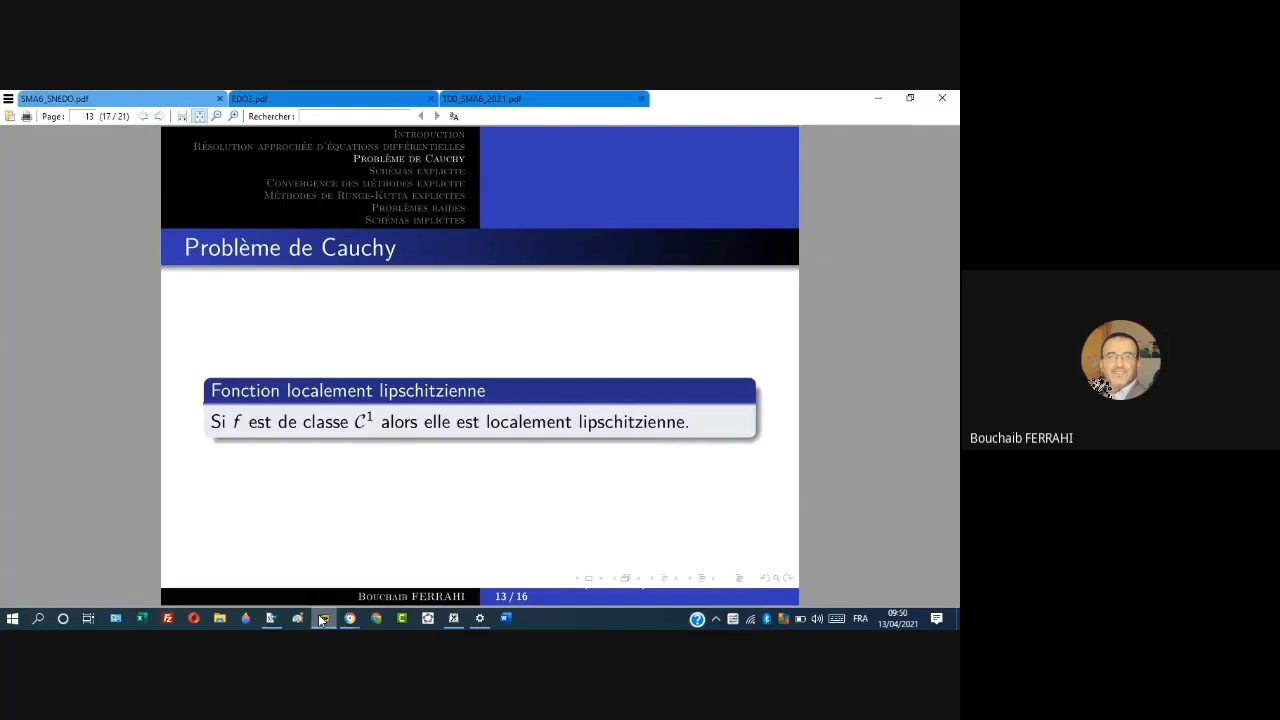 SMA6_SNEDO.pdf
EDO2.pdf
TD0_SMA6_2021.pdf
Page: 13 (17 / 21)
Rechercher :
INTRODUCTION
RÉSOLUTION APPROCHÉE D'ÉQUATIONS DIFFÉRENTIELLES
PROBLÈME DE CAUCHY
SCHÉMAS EXPLICITE
CONVERGENCE DES MÉTHODES EXPLICITE
MÉTHODES DE RUNGE-KUTTA EXPLICITES
PROBLÈMES RAIDES
SCHÉMAS IMPLICITES
Problème de Cauchy
Fonction localement lipschitzienne
Si f est de classe C¹ alors elle est localement lipschitzienne.
BOUCHAIB FERRAHI
13 / 16
Bouchaib FERRAHI
FRA
09:50
13/04/2021